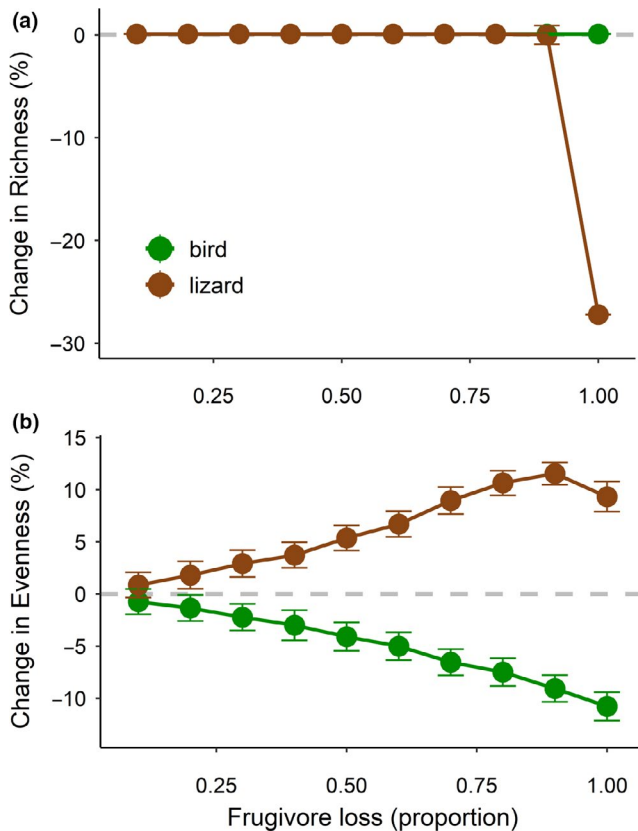 (a)
Change in Richness (%)
0
−10
−20
−30
bird
lizard
0.25 0.50 0.75 1.00
(b)
Change in Evenness (%)
15
10
5
0
−5
−10
0.25 0.50 0.75 1.00
Frugivore loss (proportion)